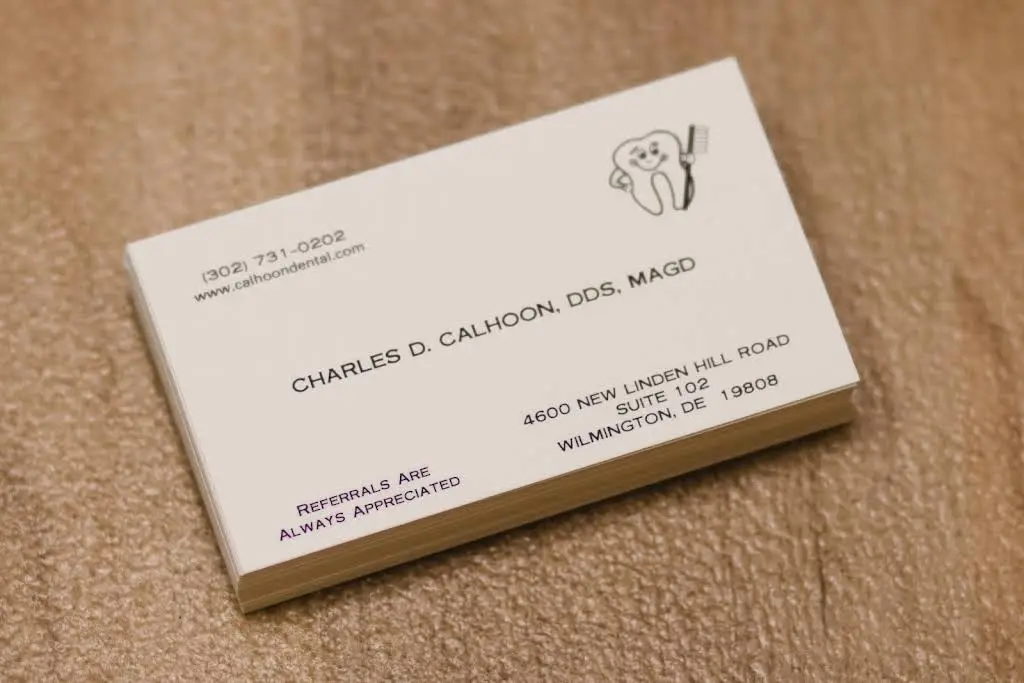 (302) 731-0202
www.calhoondental.com
CHARLES D. CALHOON, DDS, MAGD
4600 NEW LINDEN HILL ROAD
SUITE 102
WILMINGTON, DE 19808
REFERRALS ARE
ALWAYS APPRECIATED